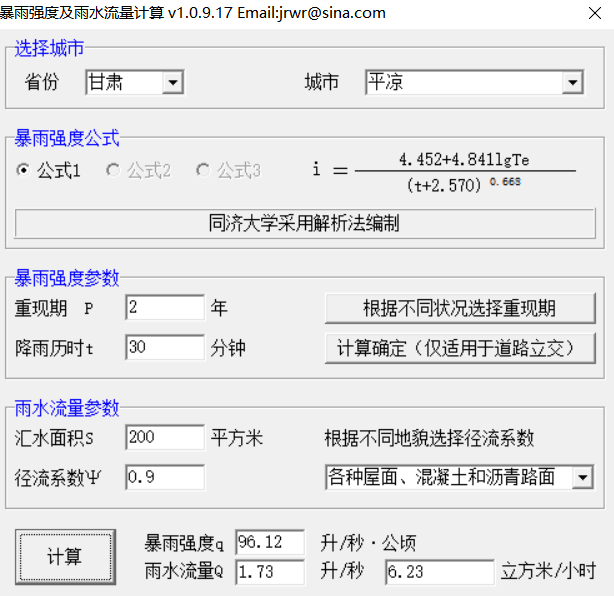 暴雨强度及雨水流量计算 v1.0.9.17 Email:jrwr@sina.com
选择城市
省份 甘肃 城市 平凉
暴雨强度公式
公式1 公式2 公式3 i = 4.452+4.841lgTe
(t+2.570) 0.668
同济大学采用解析法编制
暴雨强度参数
重现期 P 2 年 根据不同状况选择重现期
降雨历时t 30 分钟 计算确定（仅适用于道路立交）
雨水流量参数
汇水面积S 200 平方米 根据不同地貌选择径流系数
径流系数Ψ 0.9 各种屋面、混凝土和沥青路面
计算 暴雨强度q 96.12 升/秒·公顷
雨水流量Q 1.73 升/秒 6.23 立方米/小时